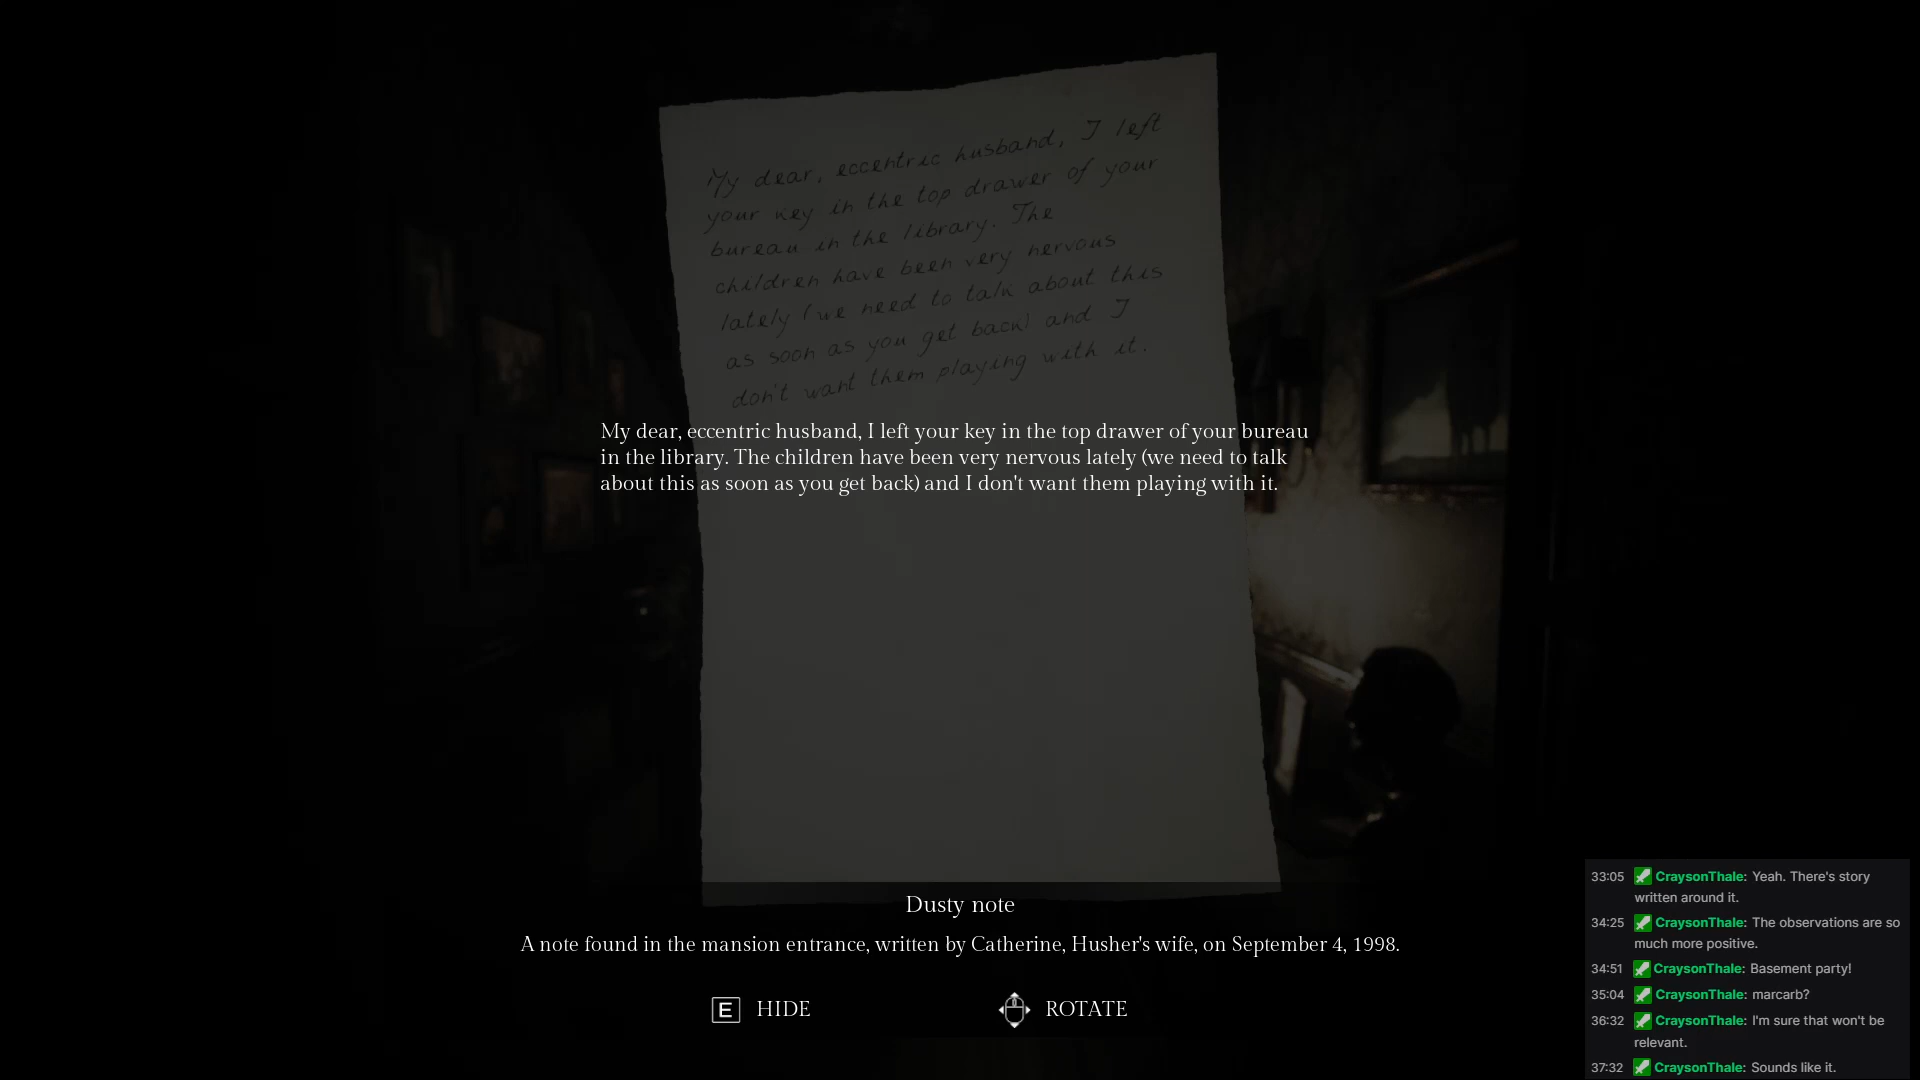 My dear, eccentric husband, I left
your key in the top drawer of your
bureau in the library. The
children have been very nervous
lately (we need to talk about this
as soon as you get back) and I
don't want them playing with it.
My dear, eccentric husband, I left your key in the top drawer of your bureau
in the library. The children have been very nervous lately (we need to talk
about this as soon as you get back) and I don't want them playing with it.
Dusty note
A note found in the mansion entrance, written by Catherine, Husher's wife, on September 4, 1998.
E HIDE
ROTATE
33:05 CraysonThale: Yeah. There's story
written around it.
34:25 CraysonThale: The observations are so
much more positive.
34:51 CraysonThale: Basement party!
35:04 CraysonThale: marcarb?
36:32 CraysonThale: I'm sure that won't be
relevant.
37:32 CraysonThale: Sounds like it.